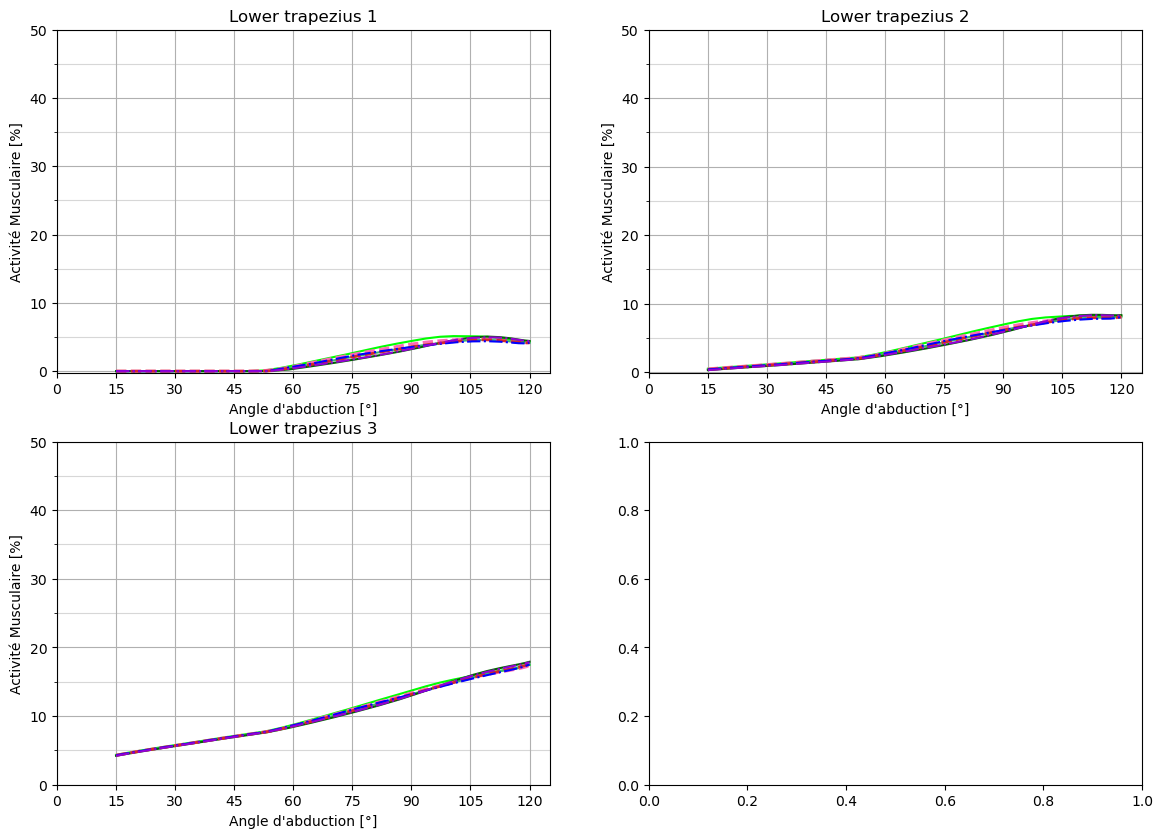 Lower trapezius 1
50
40
30
20
10
0
Activité Musculaire [%]
0 15 30 45 60 75 90 105 120
Angle d'abduction [°]
Lower trapezius 2
50
40
30
20
10
0
Activité Musculaire [%]
0 15 30 45 60 75 90 105 120
Angle d'abduction [°]
Lower trapezius 3
50
40
30
20
10
0
Activité Musculaire [%]
0 15 30 45 60 75 90 105 120
Angle d'abduction [°]
1.0
0.8
0.6
0.4
0.2
0.0
0.0 0.2 0.4 0.6 0.8 1.0